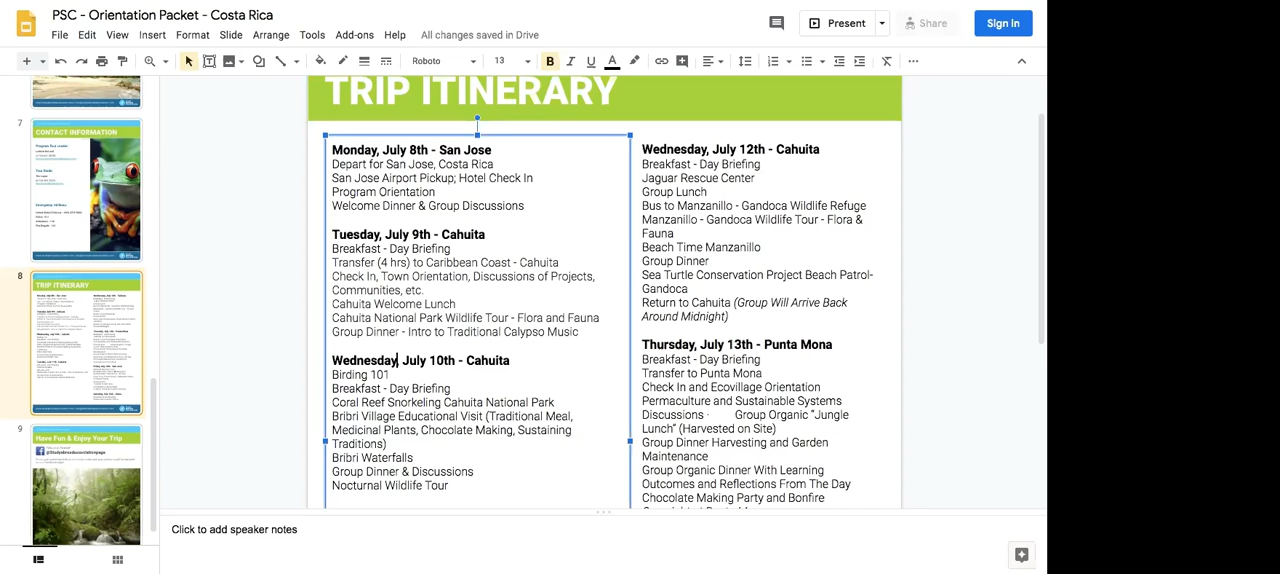 PSC - Orientation Packet - Costa Rica
File Edit View Insert Format Slide Arrange Tools Add-ons Help All changes saved in Drive
Present
Share
Sign in
Roboto
13
B I U A
7
CONTACT INFORMATION
8
TRIP ITINERARY
9
Have Fun & Enjoy Your Trip
TRIP ITINERARY
Monday, July 8th - San Jose
Depart for San Jose, Costa Rica
San Jose Airport Pickup; Hotel Check In
Program Orientation
Welcome Dinner & Group Discussions
Tuesday, July 9th - Cahuita
Breakfast - Day Briefing
Transfer (4 hrs) to Caribbean Coast - Cahuita
Check In, Town Orientation, Discussions of Projects,
Communities, etc.
Cahuita Welcome Lunch
Cahuita National Park Wildlife Tour - Flora and Fauna
Group Dinner - Intro to Traditional Calypso Music
Wednesday, July 10th - Cahuita
Birding 101
Breakfast - Day Briefing
Coral Reef Snorkeling Cahuita National Park
Bribri Village Educational Visit (Traditional Meal,
Medicinal Plants, Chocolate Making, Sustaining
Traditions)
Bribri Waterfalls
Group Dinner & Discussions
Nocturnal Wildlife Tour
Wednesday, July 12th - Cahuita
Breakfast - Day Briefing
Jaguar Rescue Center
Group Lunch
Bus to Manzanillo - Gandoca Wildlife Refuge
Manzanillo - Gandoca Wildlife Tour - Flora &
Fauna
Beach Time Manzanillo
Group Dinner
Sea Turtle Conservation Project Beach Patrol-
Gandoca
Return to Cahuita (Group Will Arrive Back
Around Midnight)
Thursday, July 13th - Punta Mona
Breakfast - Day Briefing
Transfer to Punta Mona
Check In and Ecovillage Orientation
Permaculture and Sustainable Systems
Discussions · Group Organic “Jungle
Lunch” (Harvested on Site)
Group Dinner Harvesting and Garden
Maintenance
Group Organic Dinner With Learning
Outcomes and Reflections From The Day
Chocolate Making Party and Bonfire
Click to add speaker notes